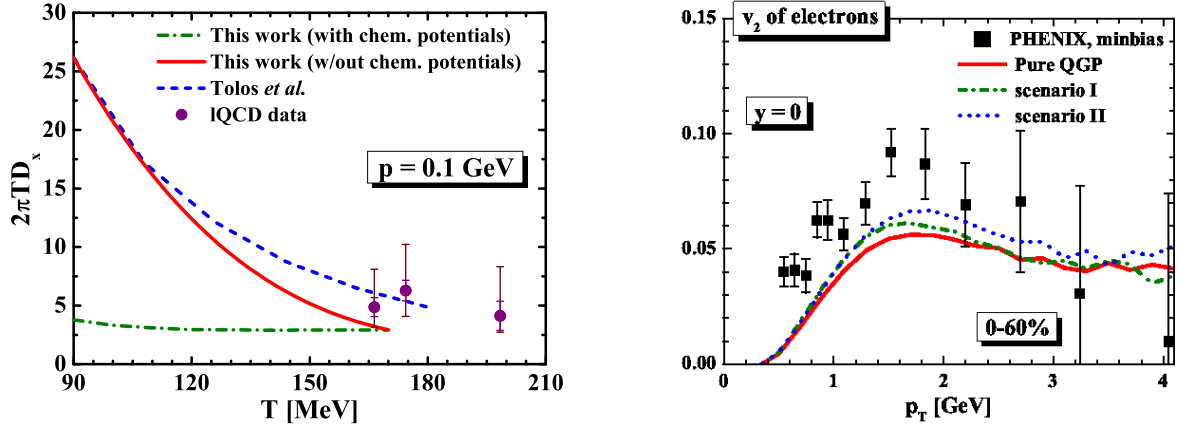 This work (with chem. potentials)
This work (w/out chem. potentials)
Tolos et al.
lQCD data
p = 0.1 GeV
2πTDₓ
30
25
20
15
10
5
0
90
120
150
180
210
T [MeV]
v₂ of electrons
PHENIX, minbias
Pure QGP
scenario I
scenario II
y = 0
0-60%
0.15
0.10
0.05
0.00
0
1
2
3
4
p_T [GeV]